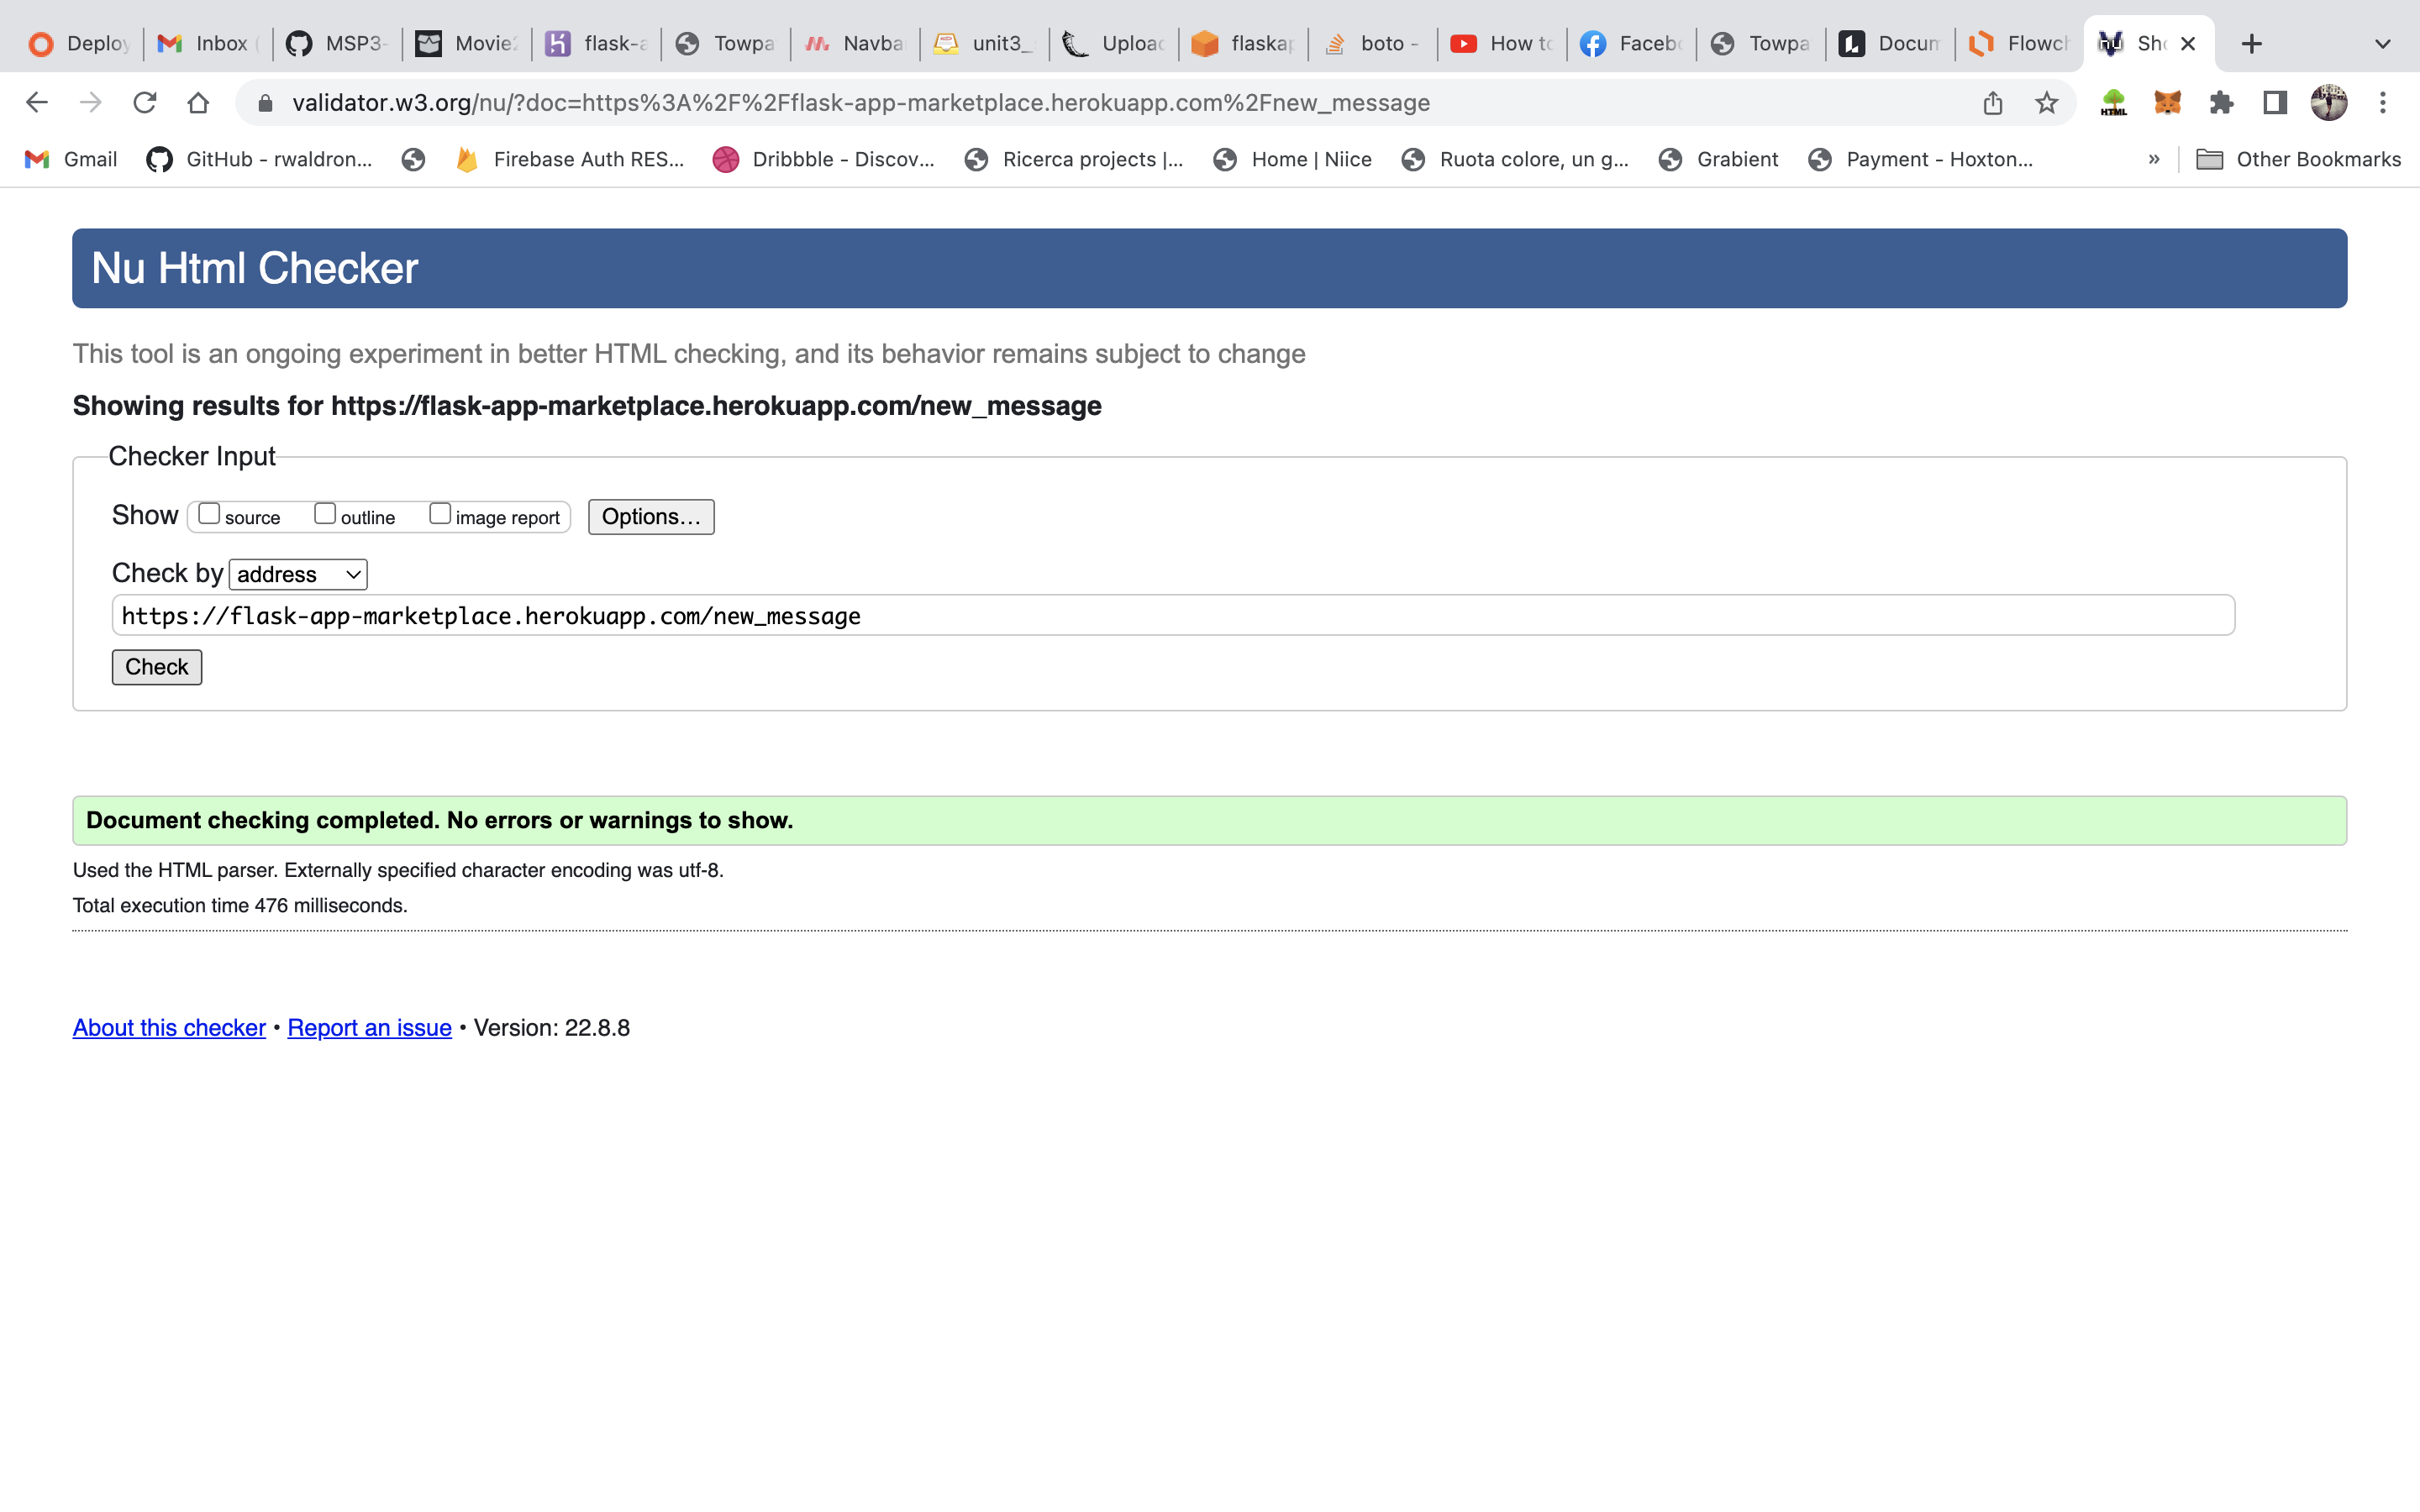 Deploy Inbox MSP3- Movie flask-a Towpa Navba unit3_ Upload flaskap boto - How to Faceb Towpa Docum Flowch Sho
validator.w3.org/nu/?doc=https%3A%2F%2Fflask-app-marketplace.herokuapp.com%2Fnew_message
Gmail GitHub - rwaldron... Firebase Auth RES... Dribbble - Discov... Ricerca projects |... Home | Niice Ruota colore, un g... Grabient Payment - Hoxton... » Other Bookmarks
Nu Html Checker
This tool is an ongoing experiment in better HTML checking, and its behavior remains subject to change
Showing results for https://flask-app-marketplace.herokuapp.com/new_message
Checker Input
Show source outline image report Options...
Check by address
https://flask-app-marketplace.herokuapp.com/new_message
Check
Document checking completed. No errors or warnings to show.
Used the HTML parser. Externally specified character encoding was utf-8.
Total execution time 476 milliseconds.
About this checker • Report an issue • Version: 22.8.8